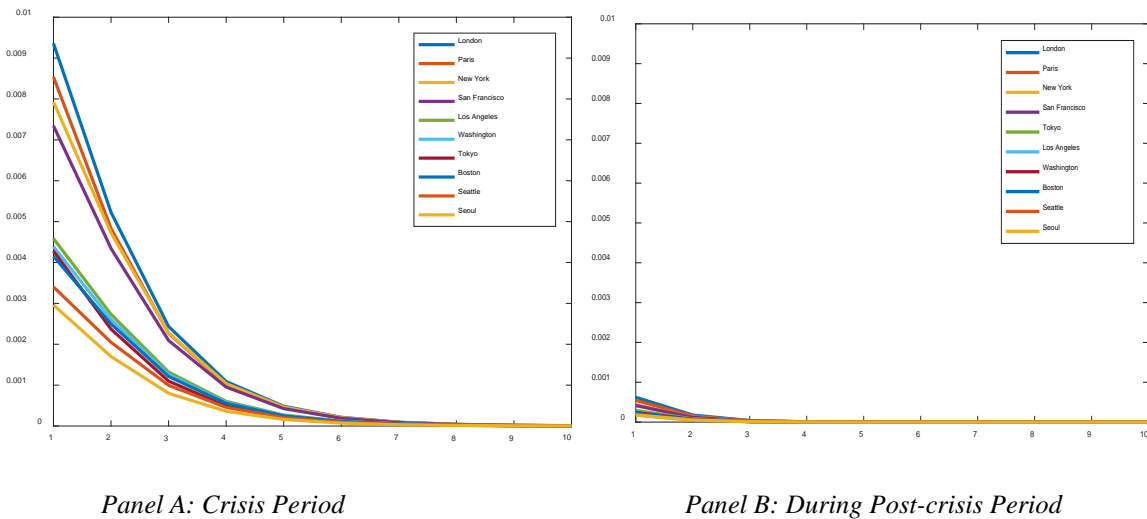 0.01
0.009
0.008
0.007
0.006
0.005
0.004
0.003
0.002
0.001
0
1 2 3 4 5 6 7 8 9 10
London
Paris
New York
San Francisco
Los Angeles
Washington
Tokyo
Boston
Seattle
Seoul
Panel A: Crisis Period
0.01
0.009
0.008
0.007
0.006
0.005
0.004
0.003
0.002
0.001
0
1 2 3 4 5 6 7 8 9 10
London
Paris
New York
San Francisco
Tokyo
Los Angeles
Washington
Boston
Seattle
Seoul
Panel B: During Post-crisis Period